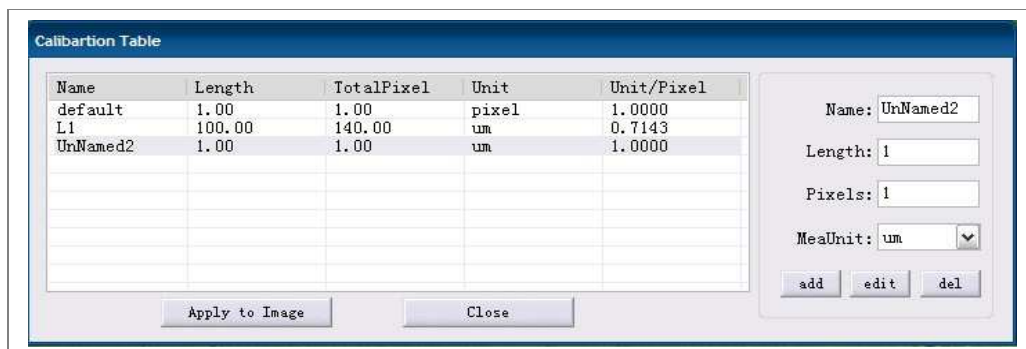 Calibartion Table
Name Length TotalPixel Unit Unit/Pixel
default 1.00 1.00 pixel 1.0000
L1 100.00 140.00 um 0.7143
UnNamed2 1.00 1.00 um 1.0000
Name: UnNamed2
Length: 1
Pixels: 1
MeaUnit: um
add edit del
Apply to Image Close